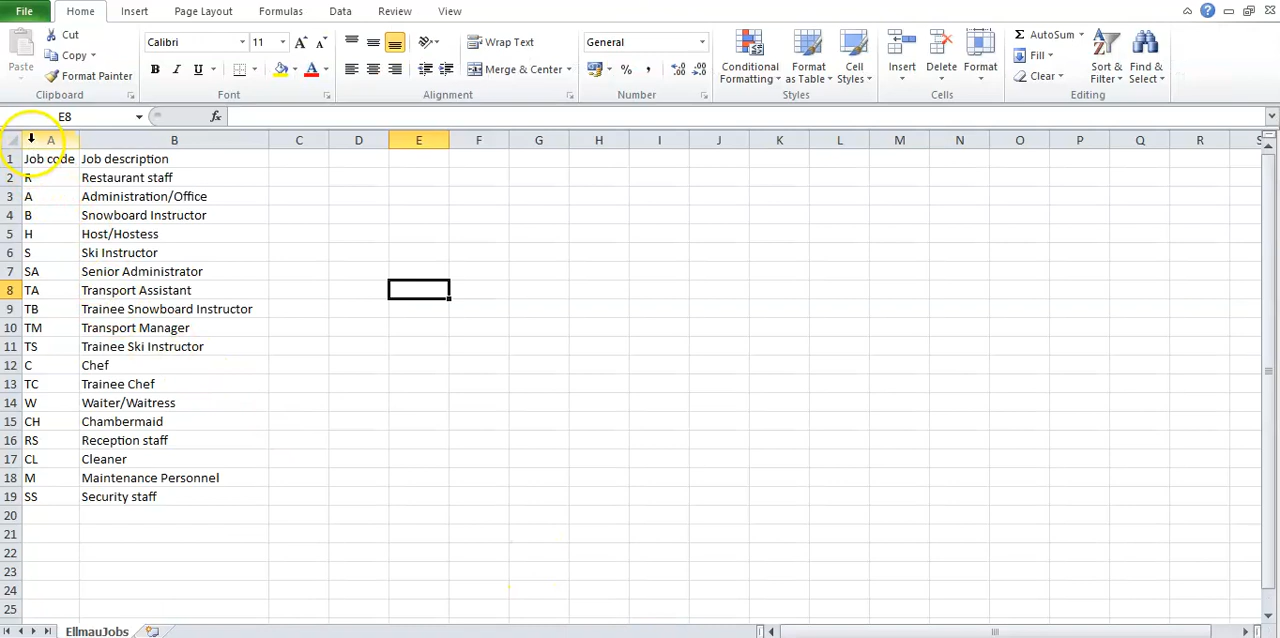 File Home Insert Page Layout Formulas Data Review View
Cut
Copy
Format Painter
Paste
Clipboard
Calibri 11
B I U
Font
Wrap Text
Merge & Center
Alignment
General
Number
Conditional Formatting
Format as Table
Cell Styles
Styles
Insert Delete Format
Cells
AutoSum
Fill
Clear
Sort & Filter
Find & Select
Editing
E8 fx
A B C D E F G H I J K L M N O P Q R S
1 Job code Job description
2 R Restaurant staff
3 A Administration/Office
4 B Snowboard Instructor
5 H Host/Hostess
6 S Ski Instructor
7 SA Senior Administrator
8 TA Transport Assistant
9 TB Trainee Snowboard Instructor
10 TM Transport Manager
11 TS Trainee Ski Instructor
12 C Chef
13 TC Trainee Chef
14 W Waiter/Waitress
15 CH Chambermaid
16 RS Reception staff
17 CL Cleaner
18 M Maintenance Personnel
19 SS Security staff
20
21
22
23
24
25
EllmauJobs